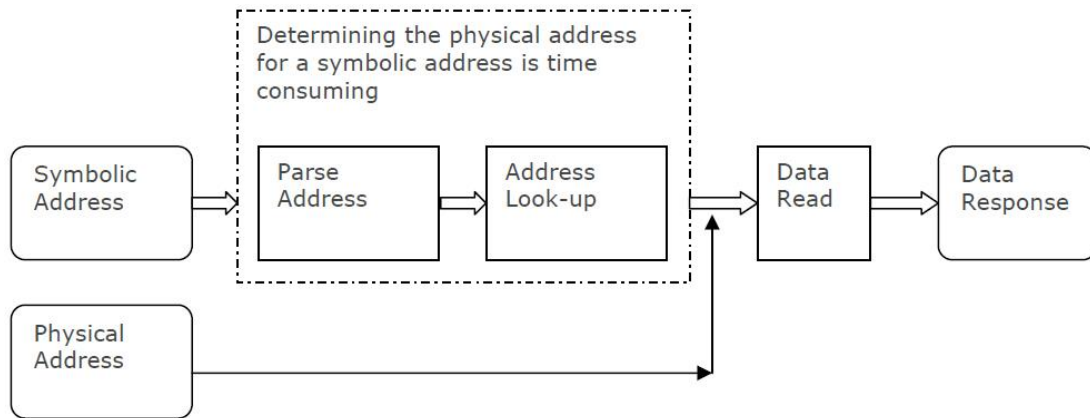 Determining the physical address
for a symbolic address is time
consuming
Symbolic
Address
Parse
Address
Address
Look-up
Data
Read
Data
Response
Physical
Address